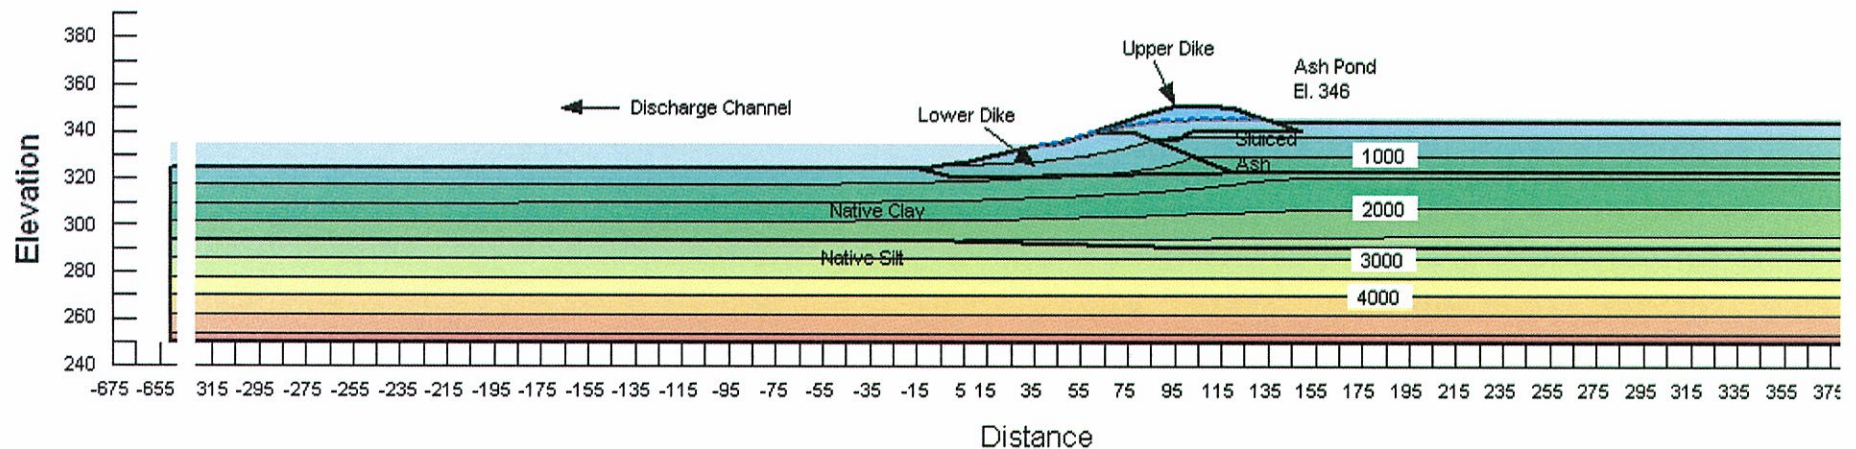 380
360
340
320
300
280
260
240
Elevation
Upper Dike
Ash Pond
El. 346
Discharge Channel
Lower Dike
Sluiced
Ash
1000
Native Clay
2000
Native Silt
3000
4000
-675 -655 315 -295 -275 -255 -235 -215 -195 -175 -155 -135 -115 -95 -75 -55 -35 -15 5 15 35 55 75 95 115 135 155 175 195 215 235 255 275 295 315 335 355 375
Distance